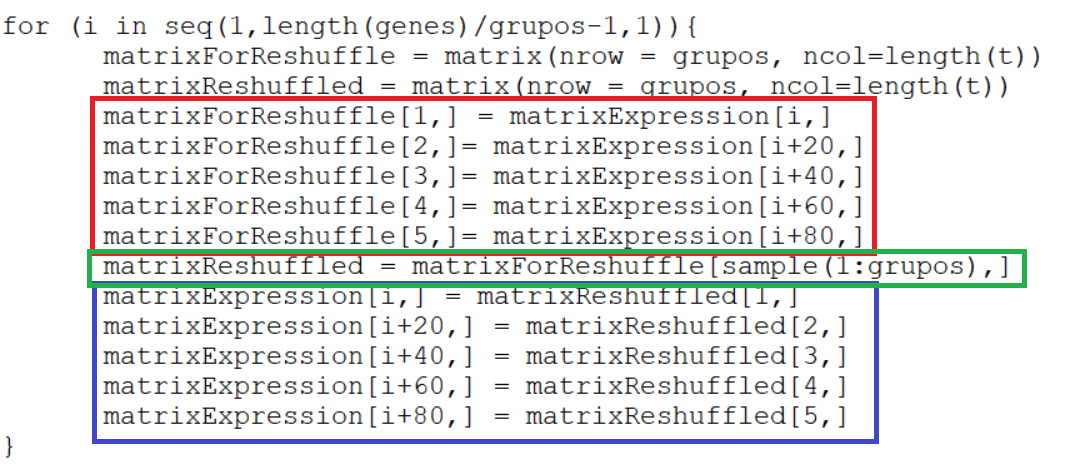 for (i in seq(1,length(genes)/grupos-1,1)){
matrixForReshuffle = matrix(nrow = grupos, ncol=length(t))
matrixReshuffled = matrix(nrow = grupos, ncol=length(t))
matrixForReshuffle[1,] = matrixExpression[i,]
matrixForReshuffle[2,]= matrixExpression[i+20,]
matrixForReshuffle[3,]= matrixExpression[i+40,]
matrixForReshuffle[4,]= matrixExpression[i+60,]
matrixForReshuffle[5,]= matrixExpression[i+80,]
matrixReshuffled = matrixForReshuffle[sample(1:grupos),]
matrixExpression[i,] = matrixReshuffled[1,]
matrixExpression[i+20,] = matrixReshuffled[2,]
matrixExpression[i+40,] = matrixReshuffled[3,]
matrixExpression[i+60,] = matrixReshuffled[4,]
matrixExpression[i+80,] = matrixReshuffled[5,]
}